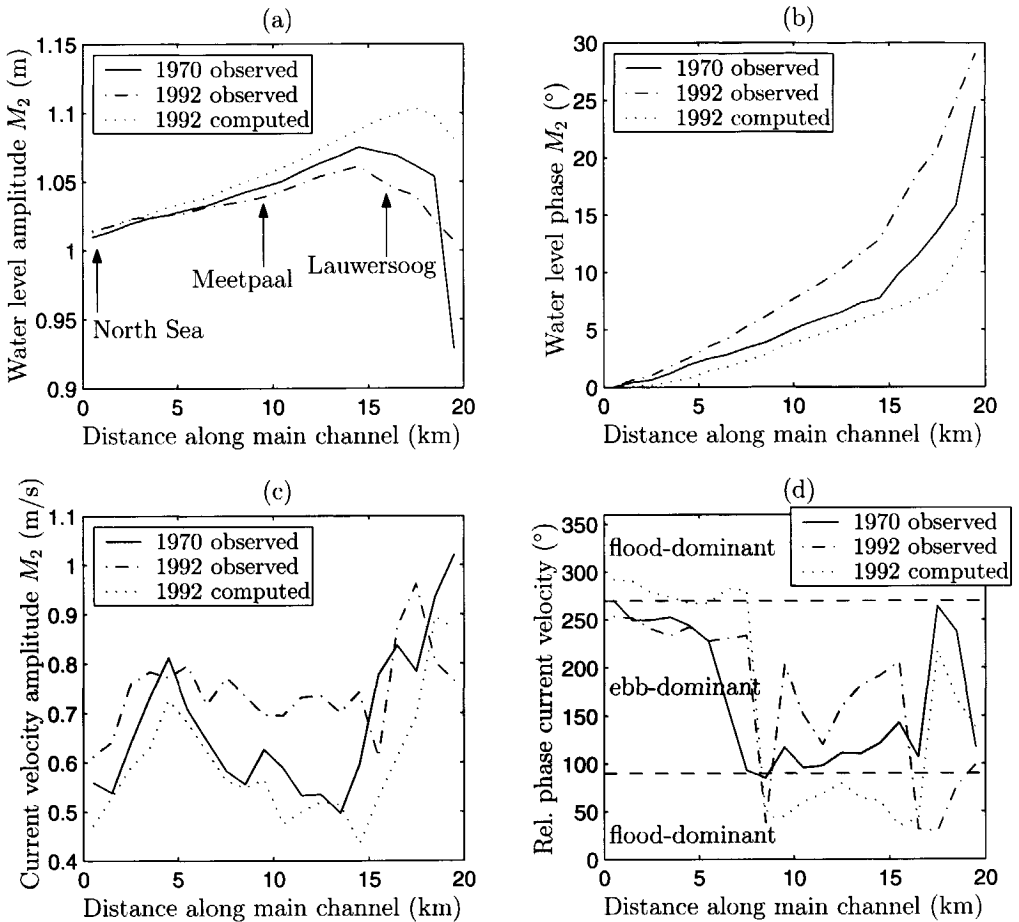 (a)
Water level amplitude M₂ (m)
1.15
1.1
1.05
1
0.95
0.9
1970 observed
1992 observed
1992 computed
Lauwersoog
Meetpaal
North Sea
0 5 10 15 20
Distance along main channel (km)
(b)
Water level phase M₂ (°)
30
25
20
15
10
5
0
1970 observed
1992 observed
1992 computed
0 5 10 15 20
Distance along main channel (km)
(c)
Current velocity amplitude M₂ (m/s)
1.1
1
0.9
0.8
0.7
0.6
0.5
0.4
1970 observed
1992 observed
1992 computed
0 5 10 15 20
Distance along main channel (km)
(d)
Rel. phase current velocity (°)
350
300
250
200
150
100
50
0
1970 observed
1992 observed
1992 computed
flood-dominant
ebb-dominant
flood-dominant
0 5 10 15 20
Distance along main channel (km)